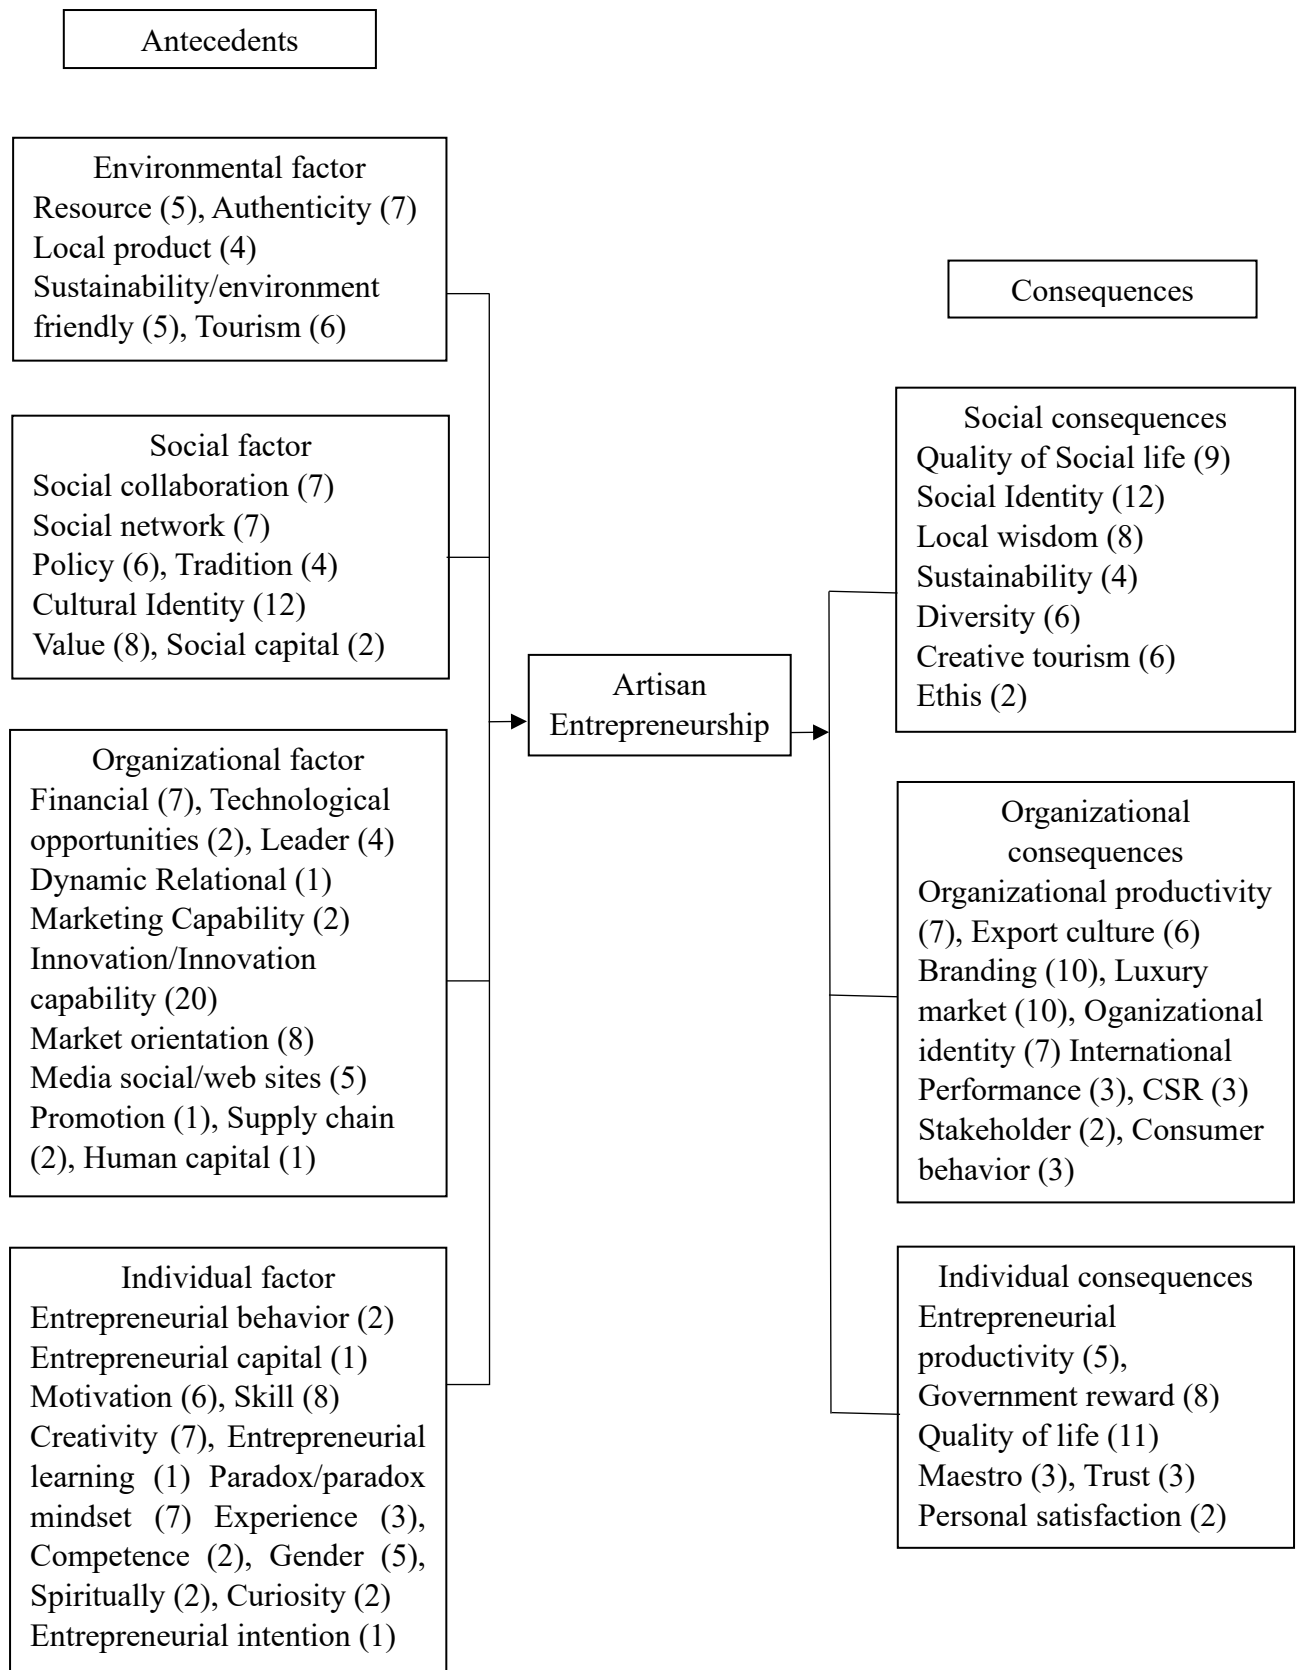 Antecedents
Environmental factor
Resource (5), Authenticity (7)
Local product (4)
Sustainability/environment
friendly (5), Tourism (6)
Social factor
Social collaboration (7)
Social network (7)
Policy (6), Tradition (4)
Cultural Identity (12)
Value (8), Social capital (2)
Organizational factor
Financial (7), Technological
opportunities (2), Leader (4)
Dynamic Relational (1)
Marketing Capability (2)
Innovation/Innovation
capability (20)
Market orientation (8)
Media social/web sites (5)
Promotion (1), Supply chain
(2), Human capital (1)
Individual factor
Entrepreneurial behavior (2)
Entrepreneurial capital (1)
Motivation (6), Skill (8)
Creativity (7), Entrepreneurial
learning (1) Paradox/paradox
mindset (7) Experience (3),
Competence (2), Gender (5),
Spiritually (2), Curiosity (2)
Entrepreneurial intention (1)
Artisan
Entrepreneurship
Consequences
Social consequences
Quality of Social life (9)
Social Identity (12)
Local wisdom (8)
Sustainability (4)
Diversity (6)
Creative tourism (6)
Ethis (2)
Organizational
consequences
Organizational productivity
(7), Export culture (6)
Branding (10), Luxury
market (10), Oganizational
identity (7) International
Performance (3), CSR (3)
Stakeholder (2), Consumer
behavior (3)
Individual consequences
Entrepreneurial
productivity (5),
Government reward (8)
Quality of life (11)
Maestro (3), Trust (3)
Personal satisfaction (2)